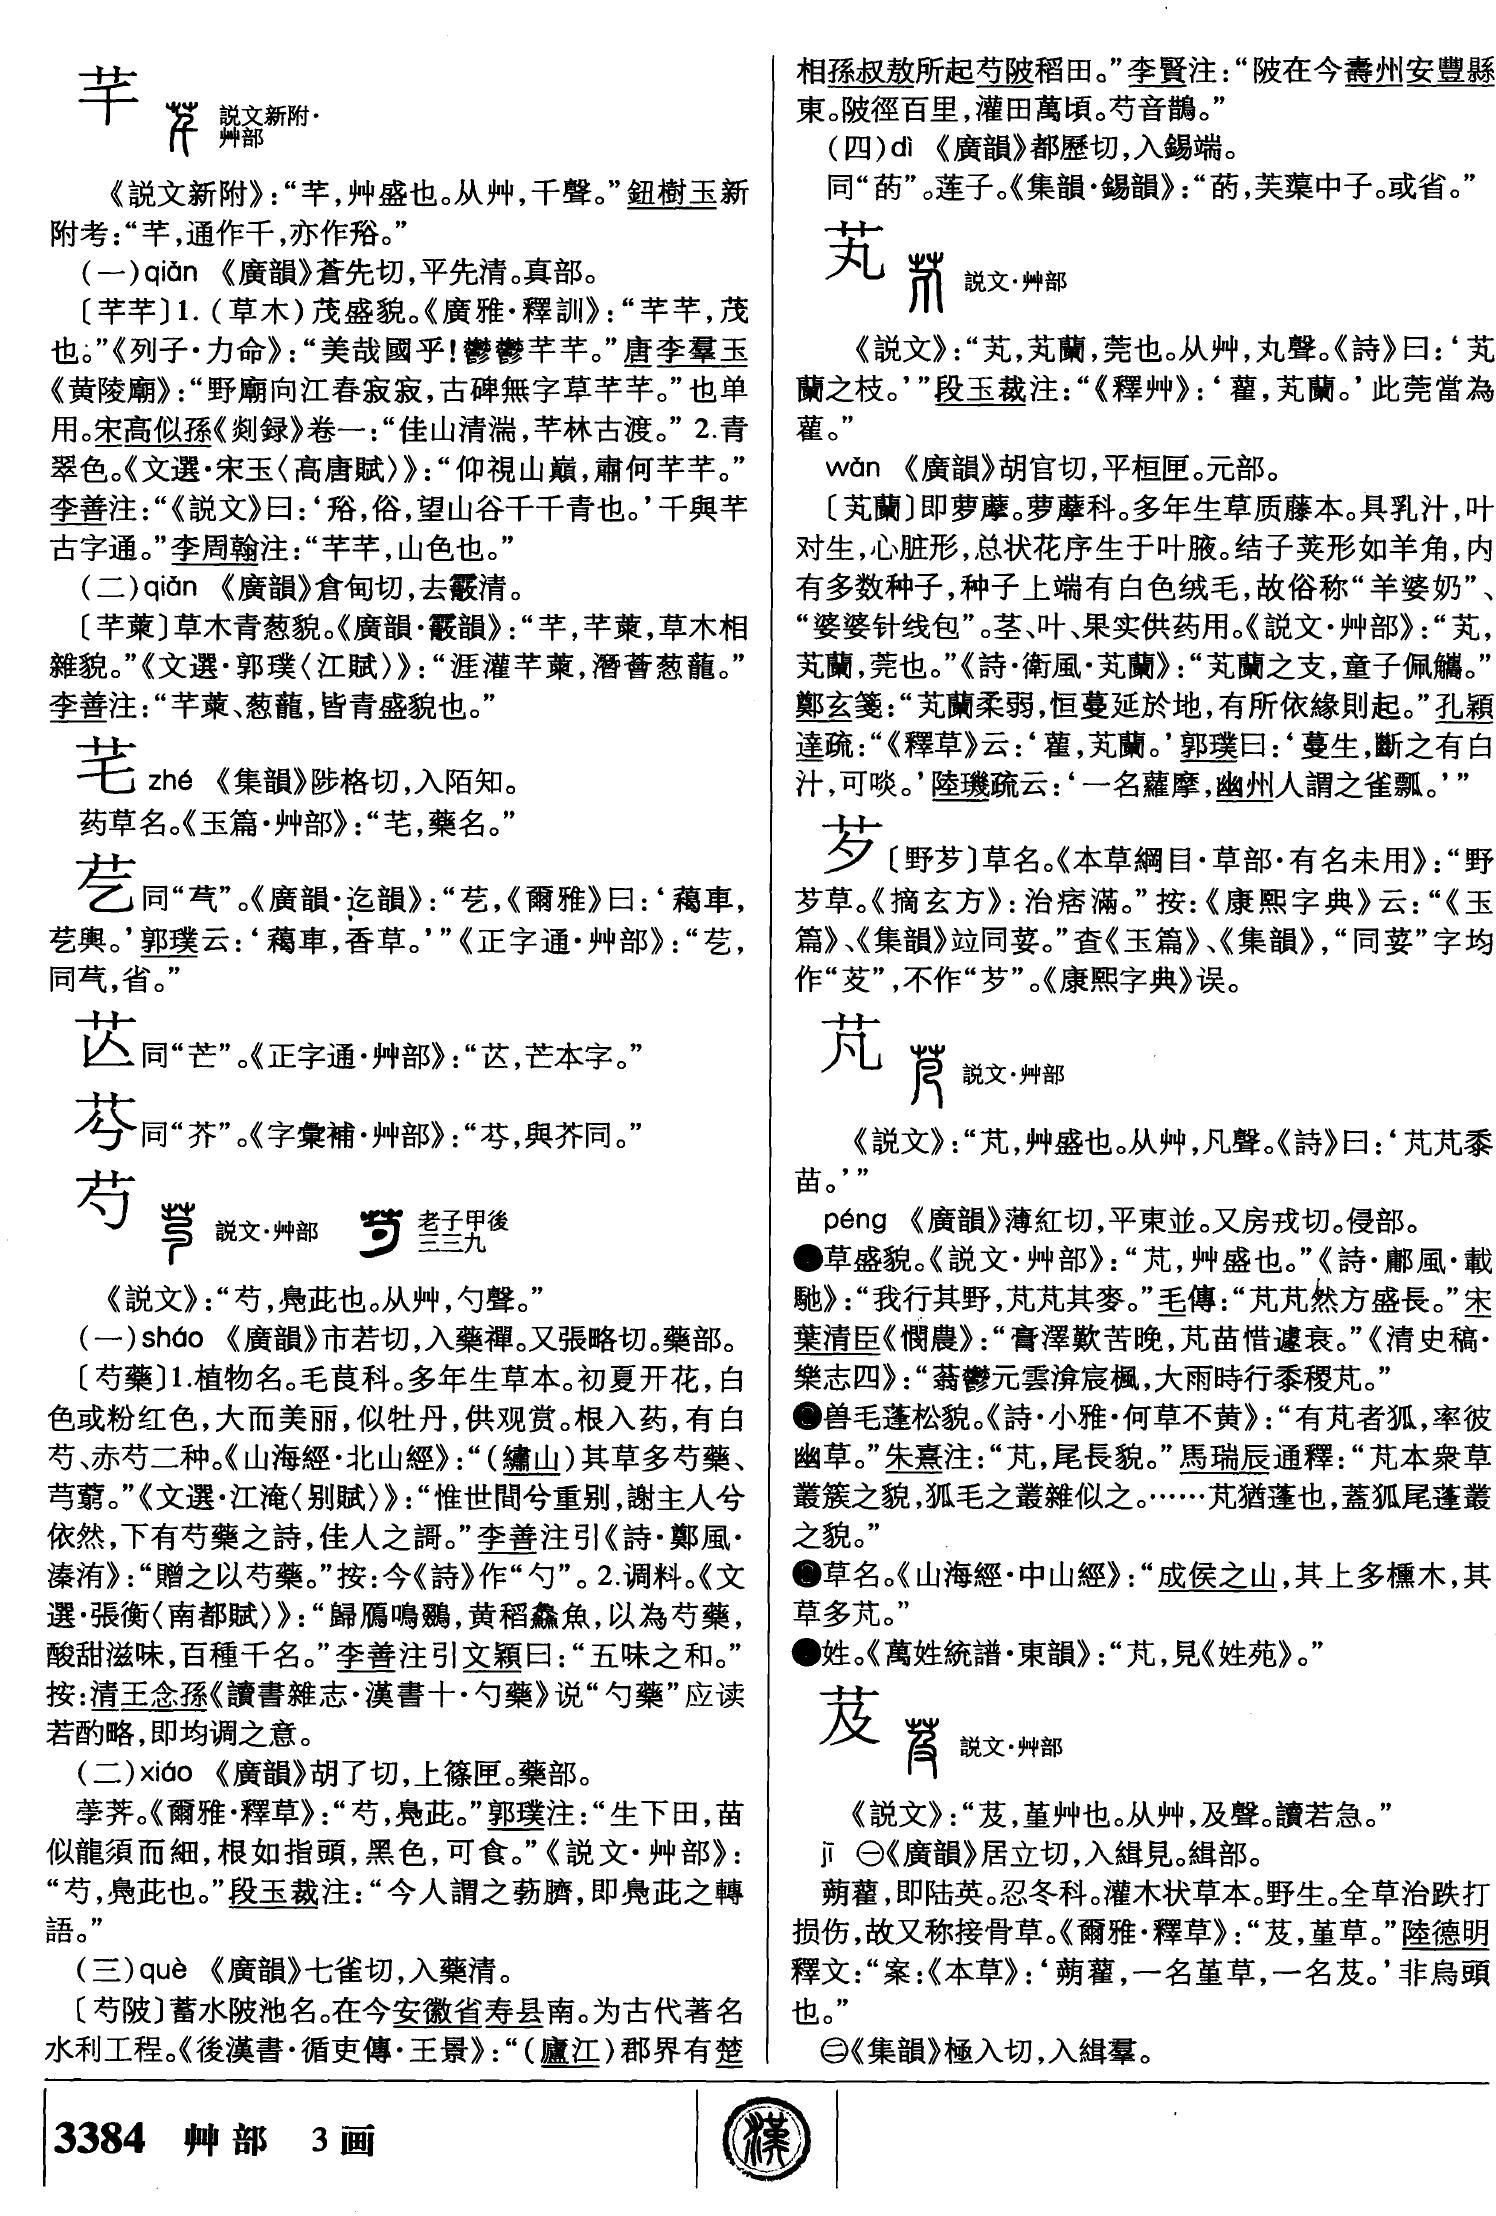 芊 説文新附·
艸部
《説文新附》：“芊，艸盛也。从艸，千聲。”鈕樹玉新
附考：“芊，通作千，亦作谸。”
（一）qiān 《廣韻》蒼先切，平先清。真部。
〔芊芊〕1.（草木）茂盛貌。《廣雅·釋訓》：“芊芊，茂
也。”《列子·力命》：“美哉國乎！鬱鬱芊芊。”唐李羣玉
《黄陵廟》：“野廟向江春寂寂，古碑無字草芊芊。”也单
用。宋高似孫《剡録》卷一：“佳山清湍，芊林古渡。” 2.青
翠色。《文選·宋玉〈高唐賦〉》：“仰視山巔，肅何芊芊。”
李善注：“《説文》曰：‘谸，俗，望山谷千千青也。’千與芊
古字通。”李周翰注：“芊芊，山色也。”
（二）qiàn 《廣韻》倉甸切，去霰清。
〔芊萰〕草木青葱貌。《廣韻·霰韻》：“芊，芊萰，草木相
雜貌。”《文選·郭璞〈江賦〉》：“涯灌芊萰，潛薈葱蘢。”
李善注：“芊萰、葱蘢，皆青盛貌也。”
芼 zhé 《集韻》陟格切，入陌知。
药草名。《玉篇·艸部》：“芼，藥名。”
芞同“芞”。《廣韻·迄韻》：“芞，《爾雅》曰：‘藒車，
芞輿。’郭璞云：‘藒車，香草。’”《正字通·艸部》：“芞，
同芞，省。”
同“芒”。《正字通·艸部》：“，芒本字。”
同“芥”。《字彙補·艸部》：“，與芥同。”
芍 説文·艸部 老子甲後
三三九
《説文》：“芍，鳧茈也。从艸，勺聲。”
（一）sháo 《廣韻》市若切，入藥禪。又張略切。藥部。
〔芍藥〕1.植物名。毛茛科。多年生草本。初夏开花，白
色或粉红色，大而美丽，似牡丹，供观赏。根入药，有白
芍、赤芍二种。《山海經·北山經》：“（繡山）其草多芍藥、
芎藭。”《文選·江淹〈别賦〉》：“惟世間兮重别，謝主人兮
依然，下有芍藥之詩，佳人之謌。”李善注引《詩·鄭風·
溱洧》：“贈之以芍藥。”按：今《詩》作“勺”。2.调料。《文
選·張衡〈南都賦〉》：“歸鴈鳴鵽，黄稻鱻魚，以為芍藥，
酸甜滋味，百種千名。”李善注引文穎曰：“五味之和。”
按：清王念孫《讀書雜志·漢書十·勺藥》说“勺藥”应读
若酌略，即均调之意。
（二）xiáo 《廣韻》胡了切，上篠匣。藥部。
荸荠。《爾雅·釋草》：“芍，鳧茈。”郭璞注：“生下田，苗
似龍須而細，根如指頭，黑色，可食。”《説文·艸部》：
“芍，鳧茈也。”段玉裁注：“今人謂之葧臍，即鳧茈之轉
語。”
（三）què 《廣韻》七雀切，入藥清。
〔芍陂〕蓄水陂池名。在今安徽省寿县南。为古代著名
水利工程。《後漢書·循吏傳·王景》：“（廬江）郡界有楚
相孫叔敖所起芍陂稻田。”李賢注：“陂在今壽州安豐縣
東。陂徑百里，灌田萬頃。芍音鵲。”
（四）dì 《廣韻》都歷切，入錫端。
同“菂”。莲子。《集韻·錫韻》：“菂，芙蕖中子。或省。”
芄 説文·艸部
《説文》：“芄，芄蘭，莞也。从艸，丸聲。《詩》曰：‘芄
蘭之枝。’”段玉裁注：“《釋艸》：‘雚，芄蘭。’此莞當為
雚。”
wán 《廣韻》胡官切，平桓匣。元部。
〔芄蘭〕即萝藦。萝藦科。多年生草质藤本。具乳汁，叶
对生，心脏形，总状花序生于叶腋。结子荚形如羊角，内
有多数种子，种子上端有白色绒毛，故俗称“羊婆奶”、
“婆婆针线包”。茎、叶、果实供药用。《説文·艸部》：“芄，
芄蘭，莞也。”《詩·衛風·芄蘭》：“芄蘭之支，童子佩觿。”
鄭玄箋：“芄蘭柔弱，恒蔓延於地，有所依緣則起。”孔穎
達疏：“《釋草》云：‘雚，芄蘭。’郭璞曰：‘蔓生，斷之有白
汁，可啖。’陸璣疏云：‘一名蘿摩，幽州人謂之雀瓢。’”
芕〔野芕〕草名。《本草綱目·草部·有名未用》：“野
芕草。《摘玄方》：治痞滿。”按：《康熙字典》云：“《玉
篇》、《集韻》竝同荽。”查《玉篇》、《集韻》，“同荽”字均
作“芆”，不作“芕”。《康熙字典》误。
芃 説文·艸部
《説文》：“芃，艸盛也。从艸，凡聲。《詩》曰：‘芃芃黍
苗。’”
péng 《廣韻》薄紅切，平東並。又房戎切。侵部。
❶草盛貌。《説文·艸部》：“芃，艸盛也。”《詩·鄘風·載
馳》：“我行其野，芃芃其麥。”毛傳：“芃芃然方盛長。”宋
葉清臣《憫農》：“膏澤歎苦晚，芃苗惜遽衰。”《清史稿·
樂志四》：“蓊鬱元雲渰宸楓，大雨時行黍稷芃。”
❷兽毛蓬松貌。《詩·小雅·何草不黄》：“有芃者狐，率彼
幽草。”朱熹注：“芃，尾長貌。”馬瑞辰通釋：“芃本衆草
叢簇之貌，狐毛之叢雜似之。……芃猶蓬也，蓋狐尾蓬叢
之貌。”
❸草名。《山海經·中山經》：“成侯之山，其上多櫄木，其
草多芃。”
❹姓。《萬姓統譜·東韻》：“芃，見《姓苑》。”
芨 説文·艸部
《説文》：“芨，堇艸也。从艸，及聲。讀若急。”
jī ㊀《廣韻》居立切，入緝見。緝部。
蒴藋，即陆英。忍冬科。灌木状草本。野生。全草治跌打
损伤，故又称接骨草。《爾雅·釋草》：“芨，堇草。”陸德明
釋文：“案：《本草》：‘蒴藋，一名堇草，一名芨。’非烏頭
也。”
㊁《集韻》極入切，入緝羣。
3384 艸部 3画 漢